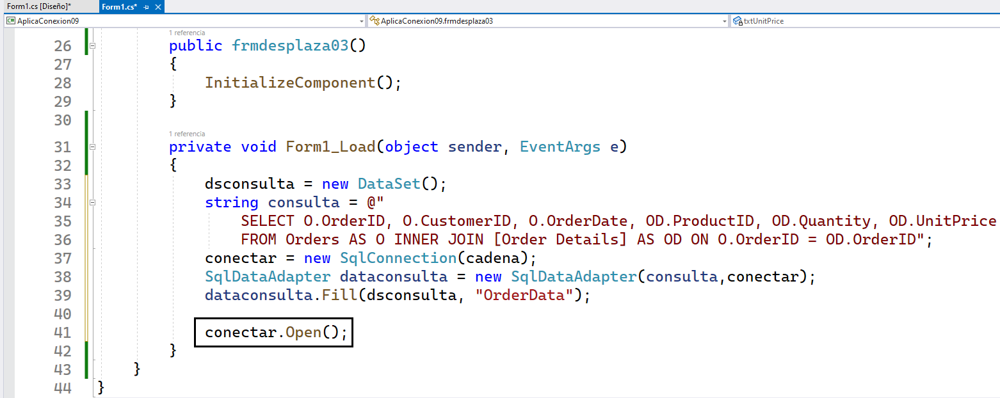 Form1.cs [Diseño]*
Form1.cs*
C# AplicaConexion09
AplicaConexion09.frmdesplaza03
txtUnitPrice
1 referencia
26 public frmdesplaza03()
27 {
28 InitializeComponent();
29 }
30
1 referencia
31 private void Form1_Load(object sender, EventArgs e)
32 {
33 dsconsulta = new DataSet();
34 string consulta = @"
35 SELECT O.OrderID, O.CustomerID, O.OrderDate, OD.ProductID, OD.Quantity, OD.UnitPrice
36 FROM Orders AS O INNER JOIN [Order Details] AS OD ON O.OrderID = OD.OrderID";
37 conectar = new SqlConnection(cadena);
38 SqlDataAdapter dataconsulta = new SqlDataAdapter(consulta,conectar);
39 dataconsulta.Fill(dsconsulta, "OrderData");
40
41 conectar.Open();
42 }
43 }
44 }